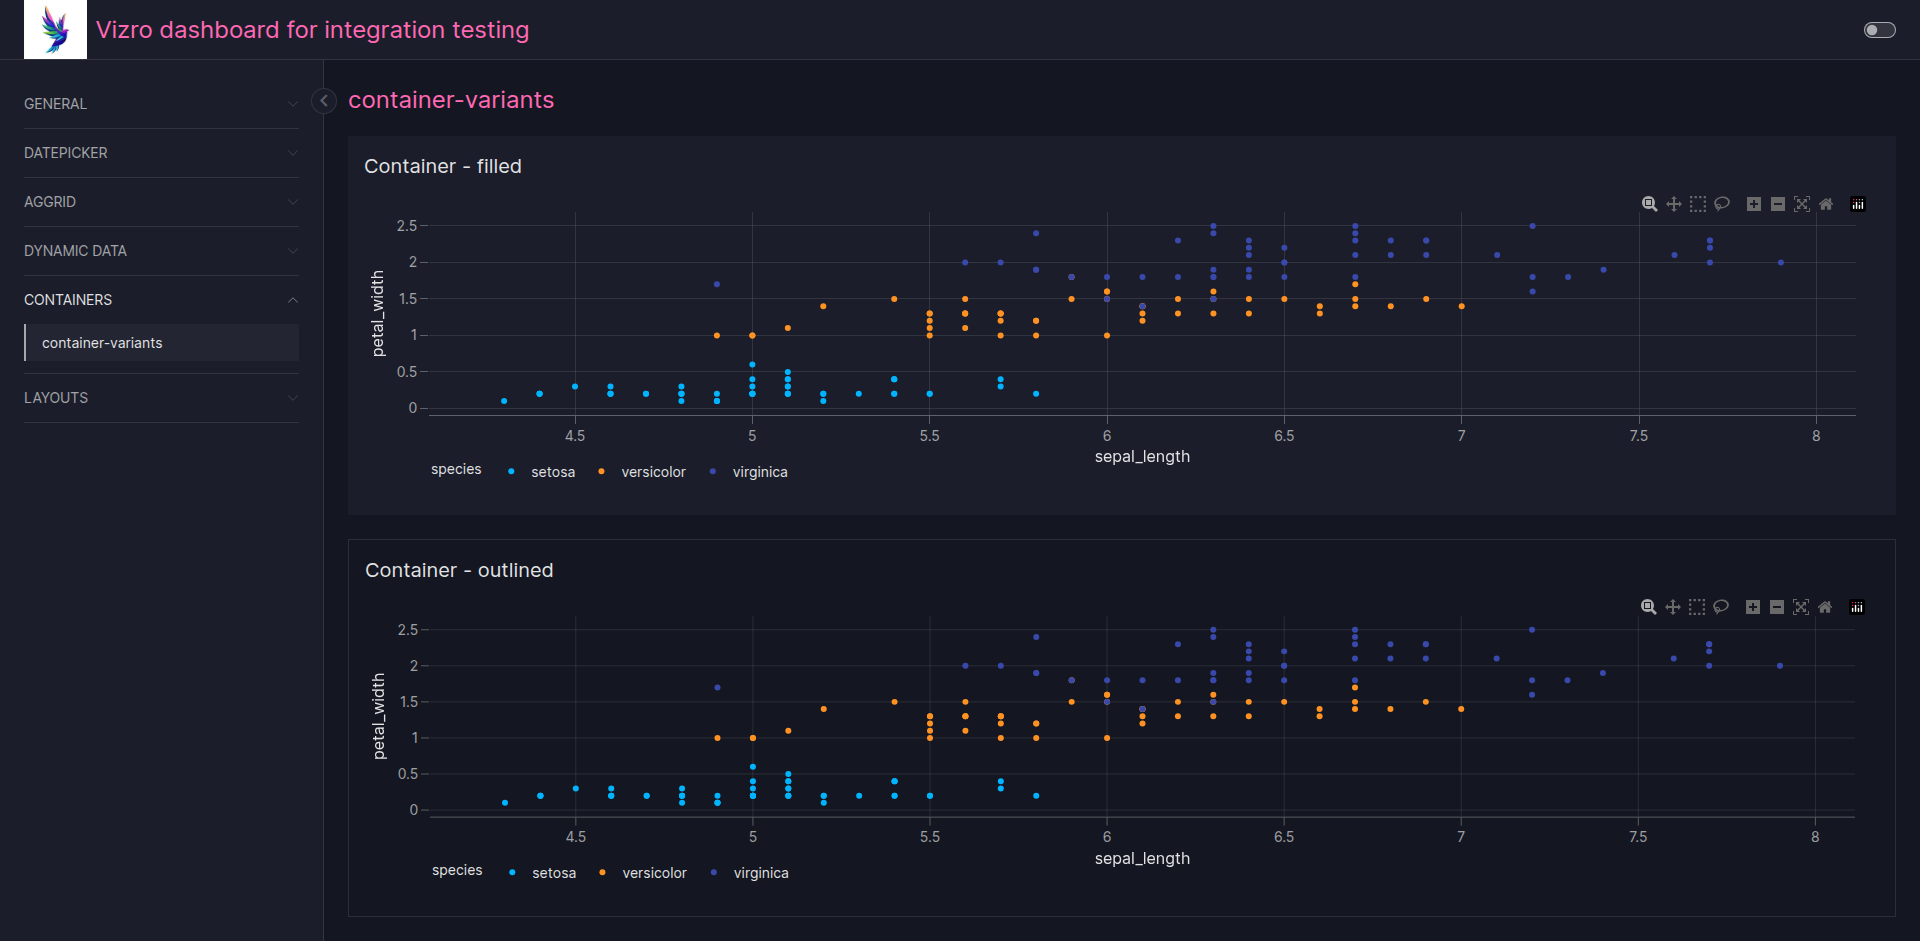 Vizro dashboard for integration testing
GENERAL
DATEPICKER
AGGRID
DYNAMIC DATA
CONTAINERS
container-variants
LAYOUTS
container-variants
Container - filled
2.5
2
1.5
1
0.5
0
petal_width
4.5 5 5.5 6 6.5 7 7.5 8
sepal_length
species setosa versicolor virginica
Container - outlined
2.5
2
1.5
1
0.5
0
petal_width
4.5 5 5.5 6 6.5 7 7.5 8
sepal_length
species setosa versicolor virginica